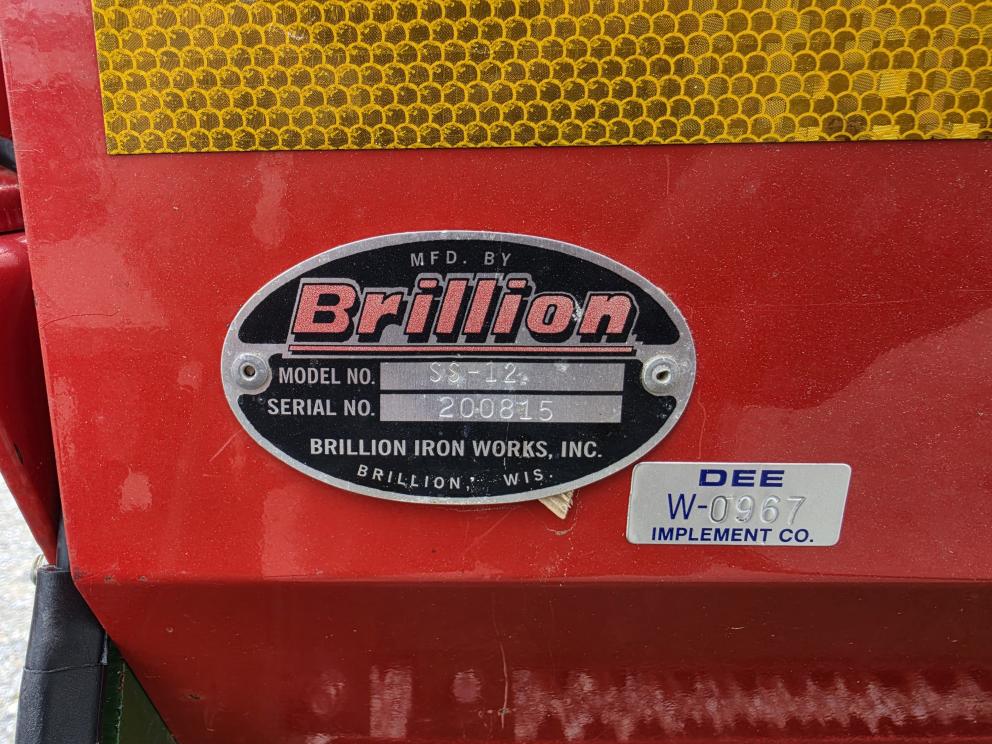 MFD. BY
Brillion
MODEL NO. SS-12
SERIAL NO. 200815
BRILLION IRON WORKS, INC.
BRILLION, WIS.
DEE
W-0967
IMPLEMENT CO.